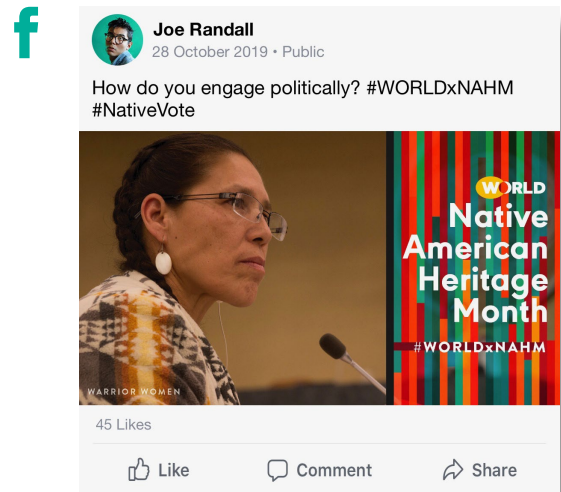 f
Joe Randall
28 October 2019 • Public
How do you engage politically? #WORLDxNAHM
#NativeVote
WORLD
Native
American
Heritage
Month
#WORLDxNAHM
WARRIOR WOMEN
45 Likes
Like Comment Share